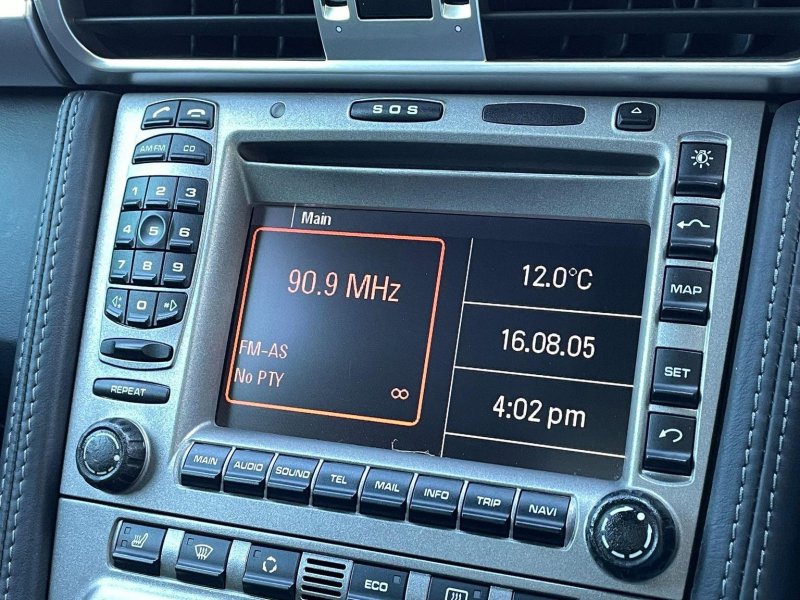 SOS
AM FM CD
1 2 3
4 5 6
7 8 9
0
REPEAT
Main
90.9 MHz
FM-AS
No PTY
∞
12.0°C
16.08.05
4:02 pm
MAP
SET
MAIN AUDIO SOUND TEL MAIL INFO TRIP NAVI
ECO